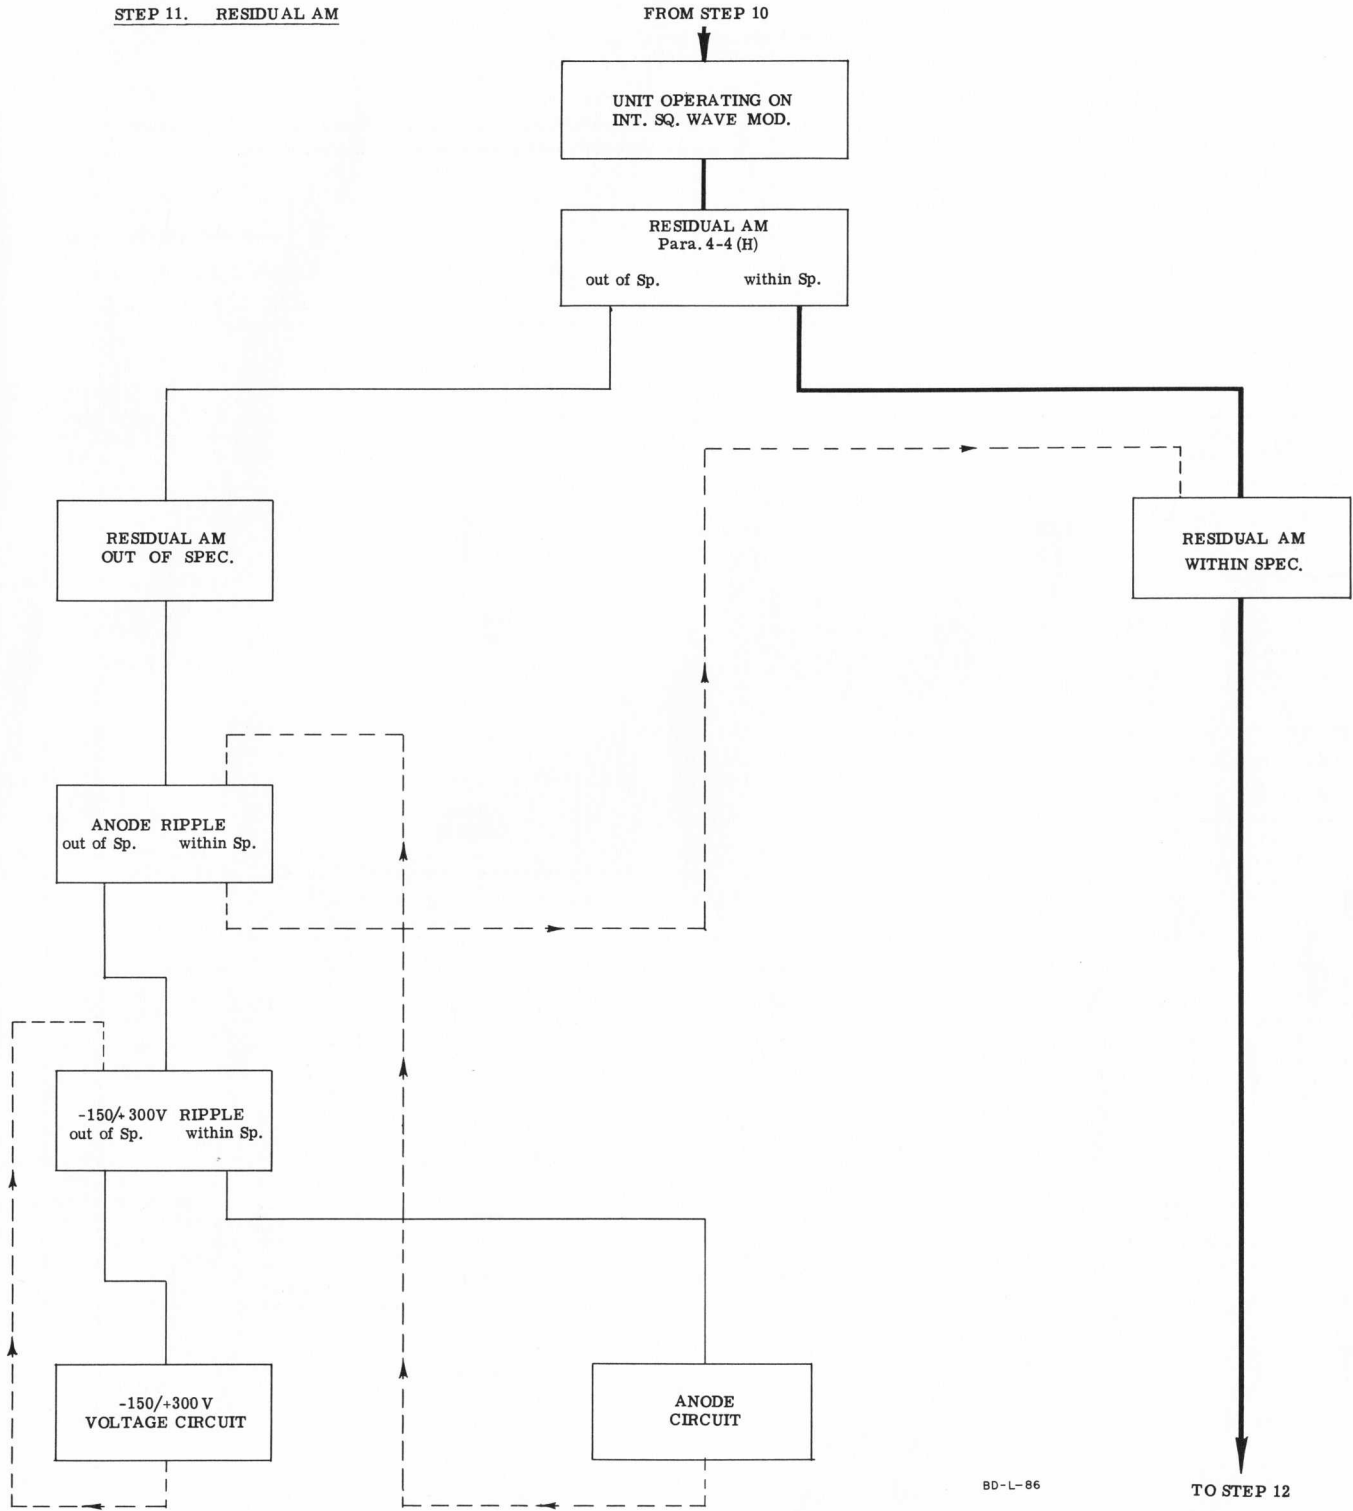 STEP 11. RESIDUAL AM
FROM STEP 10
UNIT OPERATING ON
INT. SQ. WAVE MOD.
RESIDUAL AM
Para. 4-4 (H)
out of Sp. within Sp.
RESIDUAL AM
OUT OF SPEC.
RESIDUAL AM
WITHIN SPEC.
ANODE RIPPLE
out of Sp. within Sp.
-150/+300V RIPPLE
out of Sp. within Sp.
-150/+300 V
VOLTAGE CIRCUIT
ANODE
CIRCUIT
BD-L-86
TO STEP 12